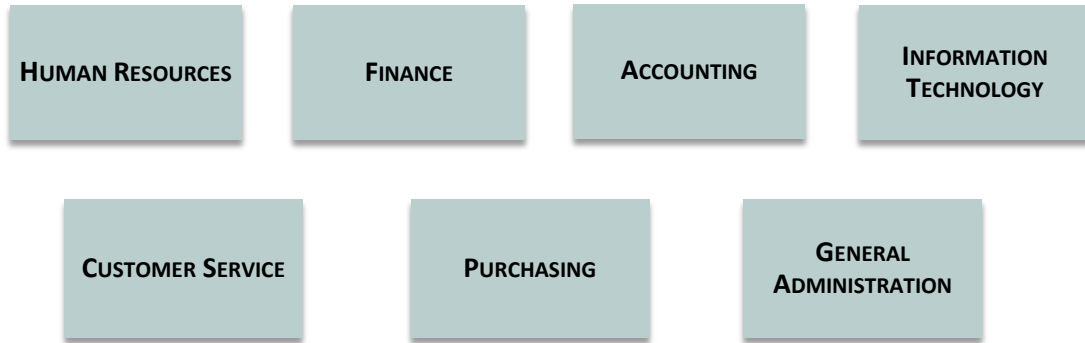 HUMAN RESOURCES
FINANCE
ACCOUNTING
INFORMATION
TECHNOLOGY
CUSTOMER SERVICE
PURCHASING
GENERAL
ADMINISTRATION